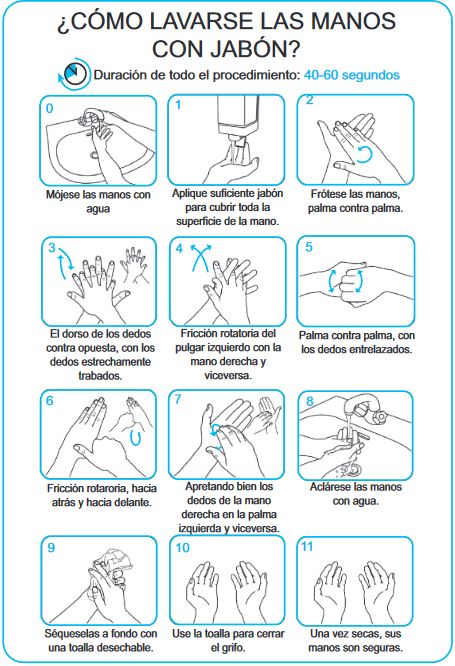 ¿CÓMO LAVARSE LAS MANOS
CON JABÓN?
Duración de todo el procedimiento: 40-60 segundos
0
Mójese las manos con
agua
1
Aplique suficiente jabón
para cubrir toda la
superficie de la mano.
2
Frótese las manos,
palma contra palma.
3
El dorso de los dedos
contra opuesta, con los
dedos estrechamente
trabados.
4
Fricción rotatoria del
pulgar izquierdo con la
mano derecha y
viceversa.
5
Palma contra palma, con
los dedos entrelazados.
6
Fricción rotaroria, hacia
atrás y hacia delante.
7
Apretando bien los
dedos de la mano
derecha en la palma
izquierda y viceversa.
8
Aclárese las manos
con agua.
9
Séqueselas a fondo con
una toalla desechable.
10
Use la toalla para cerrar
el grifo.
11
Una vez secas, sus
manos son seguras.